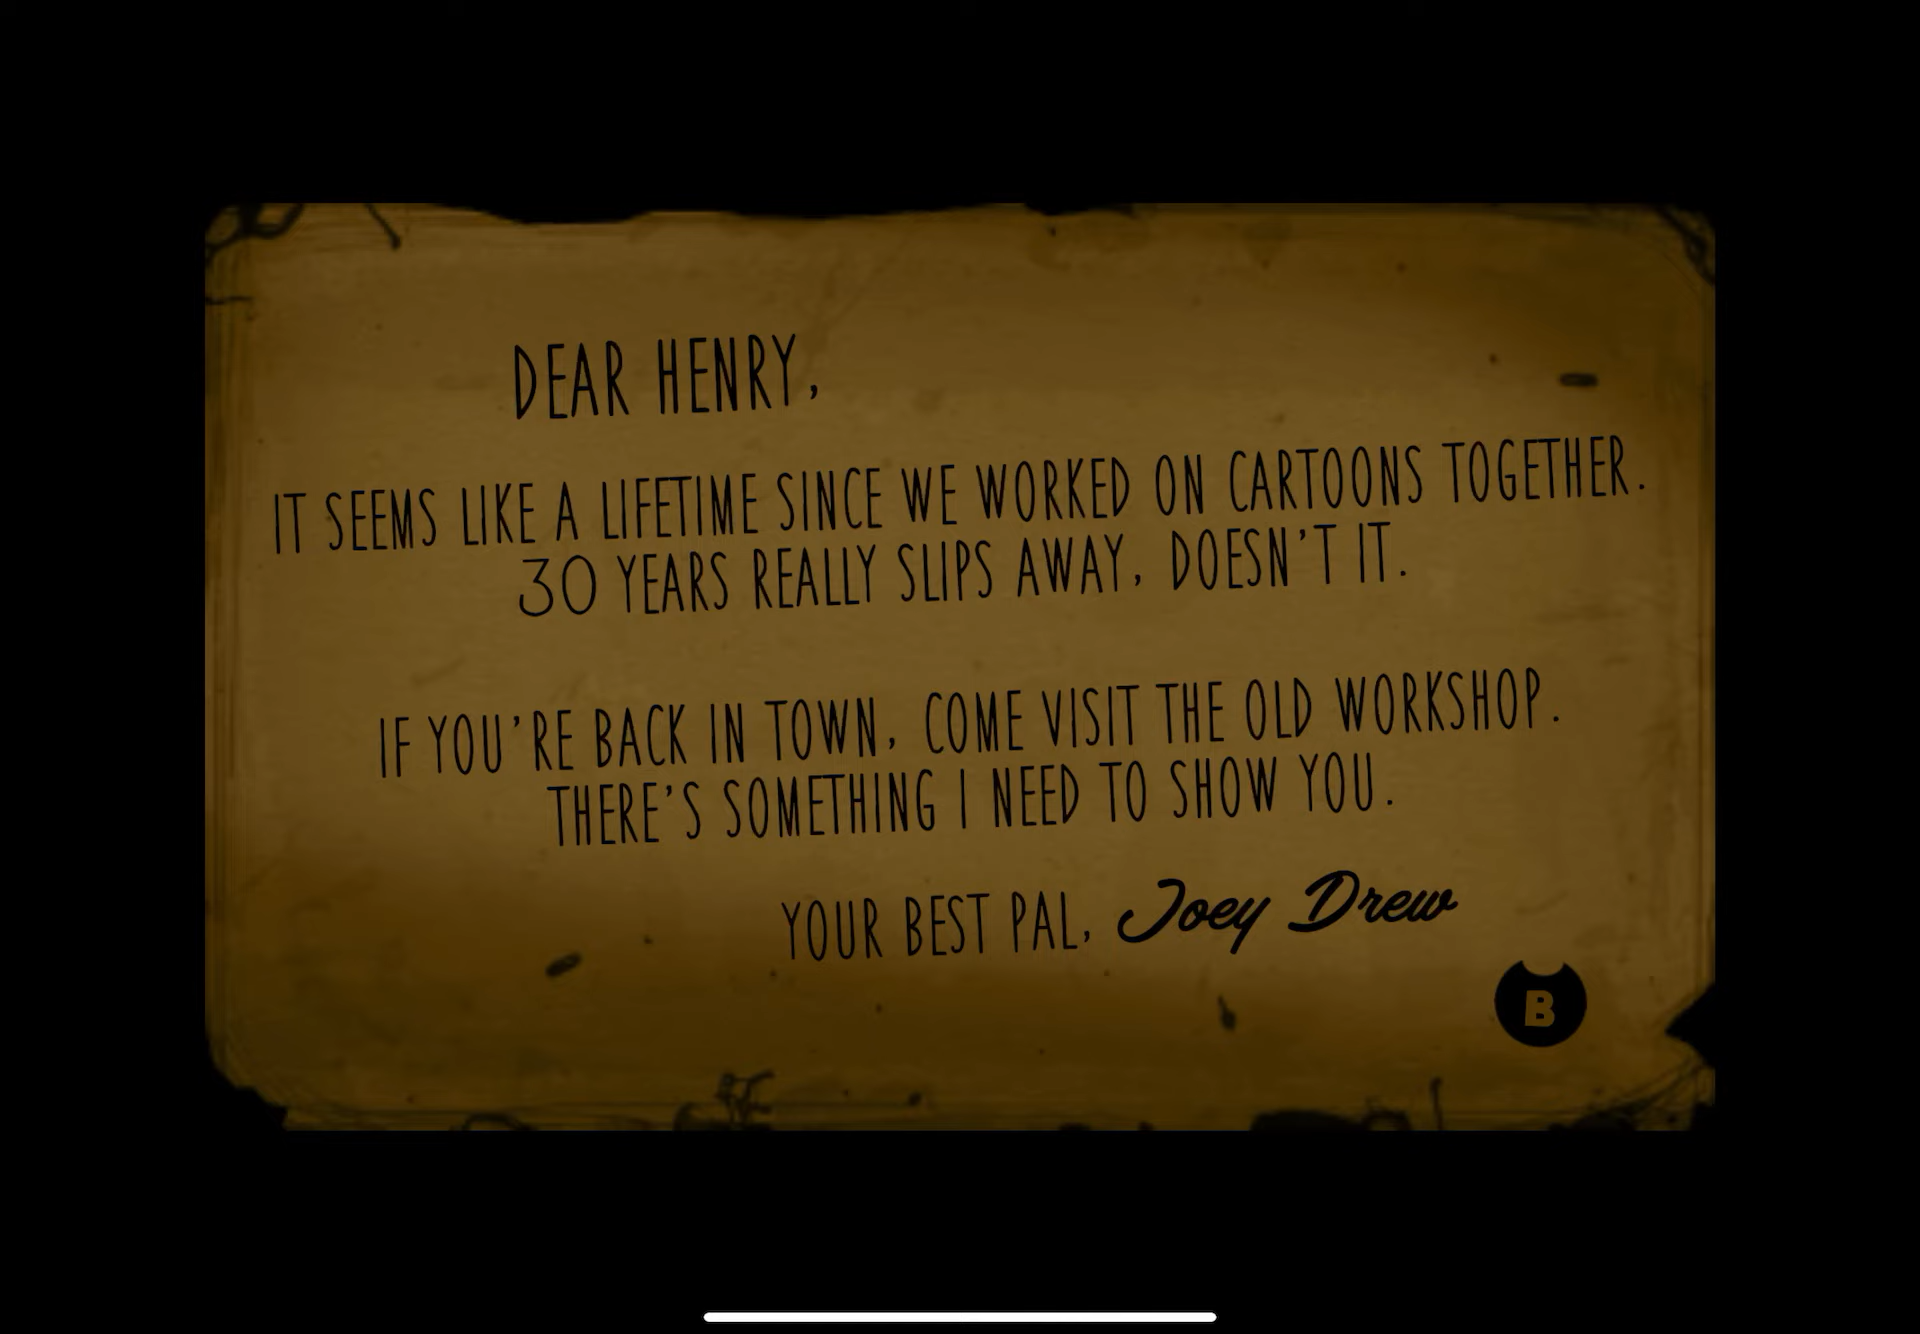 DEAR HENRY,
IT SEEMS LIKE A LIFETIME SINCE WE WORKED ON CARTOONS TOGETHER.
30 YEARS REALLY SLIPS AWAY, DOESN'T IT.
IF YOU'RE BACK IN TOWN, COME VISIT THE OLD WORKSHOP.
THERE'S SOMETHING I NEED TO SHOW YOU.
YOUR BEST PAL, Joey Drew
B